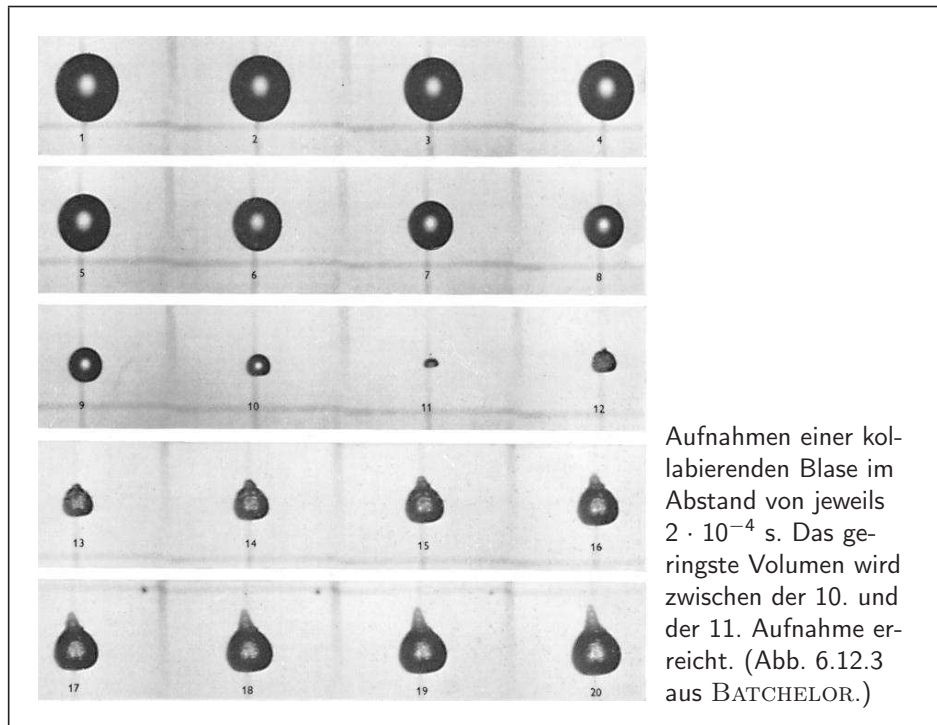 1 2 3 4
5 6 7 8
9 10 11 12
13 14 15 16
17 18 19 20
Aufnahmen einer kol-
labierenden Blase im
Abstand von jeweils
2 · 10⁻⁴ s. Das ge-
ringste Volumen wird
zwischen der 10. und
der 11. Aufnahme er-
reicht. (Abb. 6.12.3
aus BATCHELOR.)